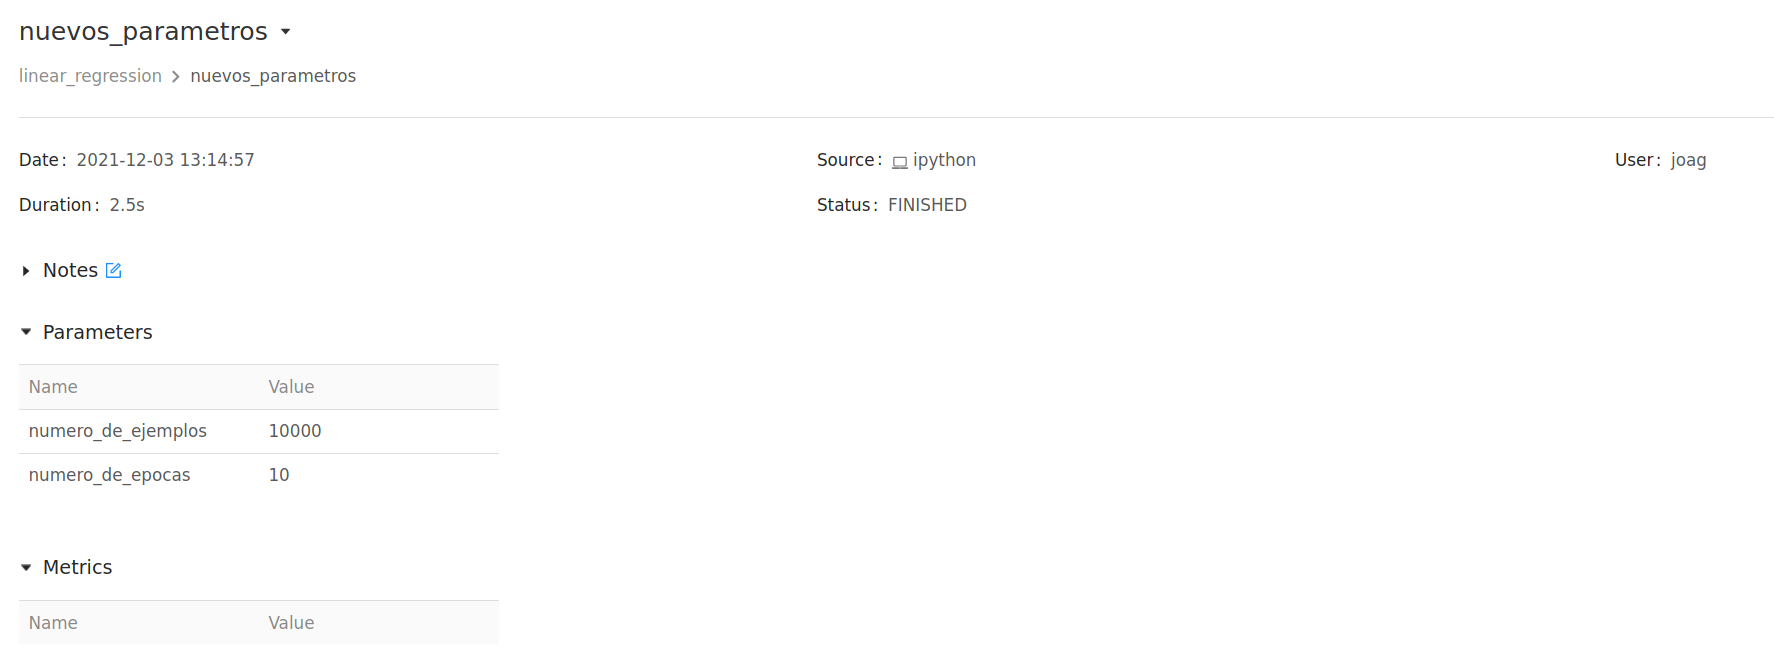 nuevos_parametros
linear_regression > nuevos_parametros
Date: 2021-12-03 13:14:57 Source: ipython User: joag
Duration: 2.5s Status: FINISHED
Notes
Parameters
Name Value
numero_de_ejemplos 10000
numero_de_epocas 10
Metrics
Name Value